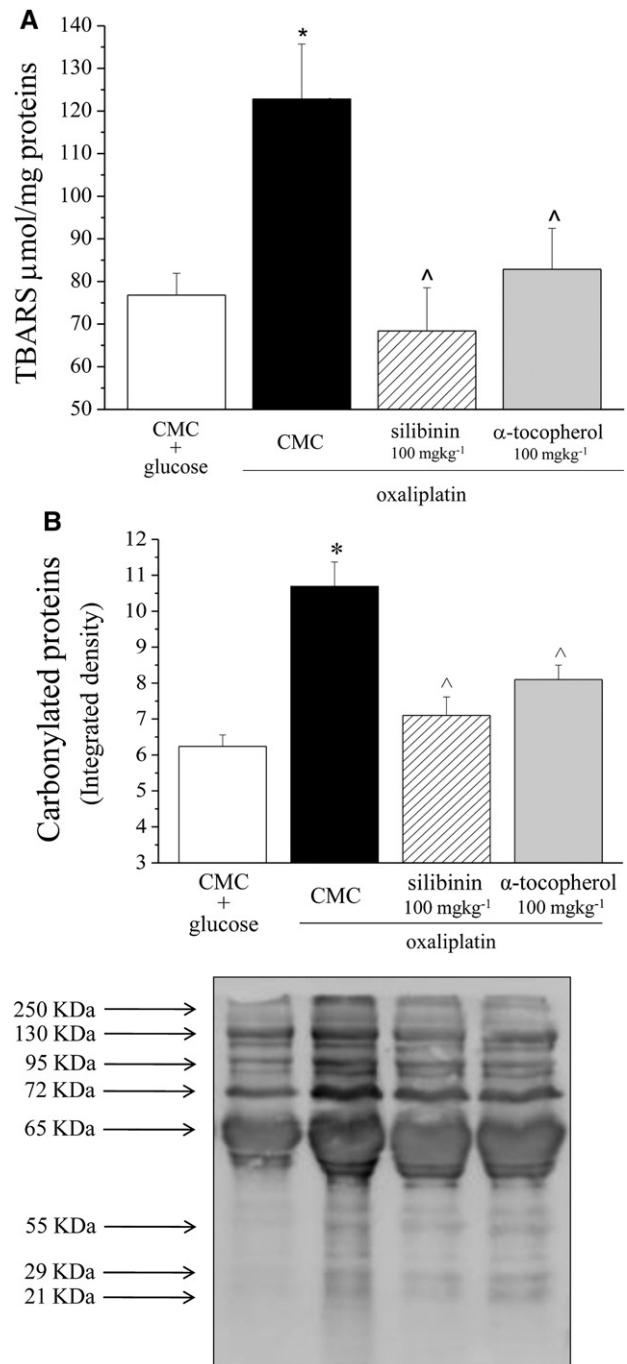 A
TBARS μmol/mg proteins
140
130
120
110
100
90
80
70
60
50
*
^
^
CMC
+
glucose
CMC
silibinin
100 mgkg-1
α-tocopherol
100 mgkg-1
oxaliplatin
B
Carbonylated proteins
(Integrated density)
12
11
10
9
8
7
6
5
4
3
*
^
^
CMC
+
glucose
CMC
silibinin
100 mgkg-1
α-tocopherol
100 mgkg-1
oxaliplatin
250 KDa
130 KDa
95 KDa
72 KDa
65 KDa
55 KDa
29 KDa
21 KDa